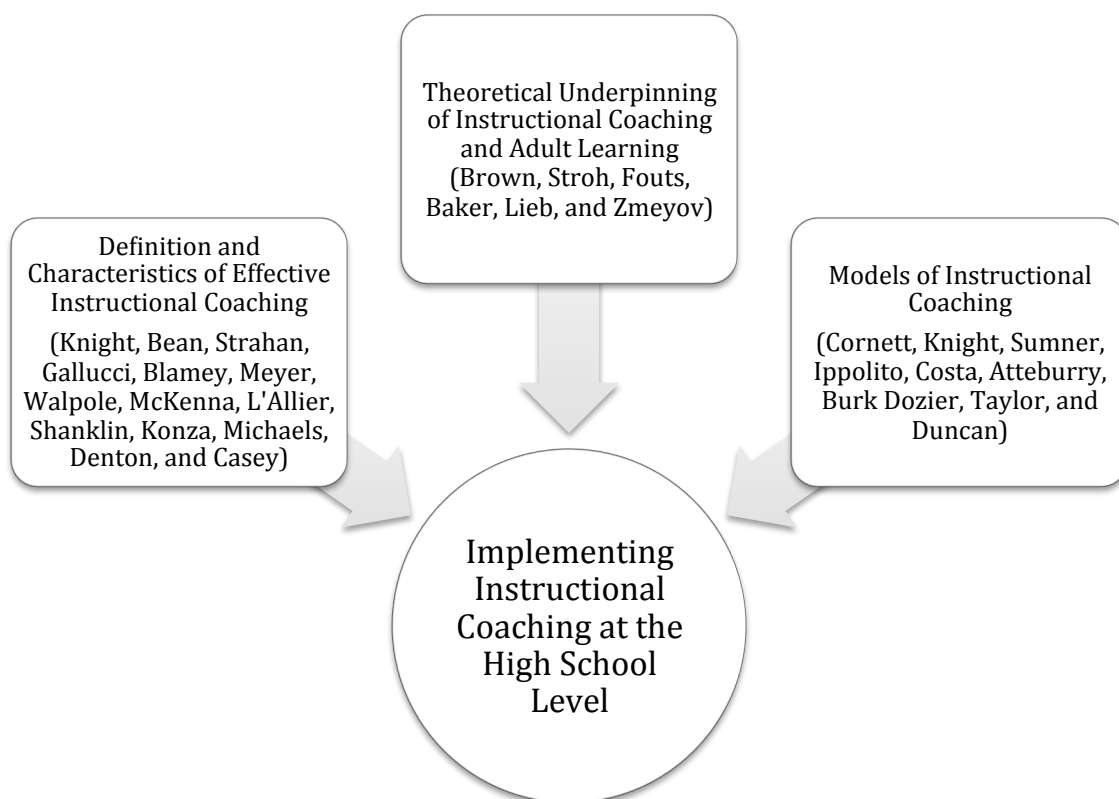 Theoretical Underpinning
of Instructional Coaching
and Adult Learning
(Brown, Stroh, Fouts,
Baker, Lieb, and Zmeyov)
Definition and
Characteristics of Effective
Instructional Coaching
(Knight, Bean, Strahan,
Gallucci, Blamey, Meyer,
Walpole, McKenna, L'Allier,
Shanklin, Konza, Michaels,
Denton, and Casey)
Models of Instructional
Coaching
(Cornett, Knight, Sumner,
Ippolito, Costa, Atteburry,
Burk Dozier, Taylor, and
Duncan)
Implementing
Instructional
Coaching at the
High School
Level